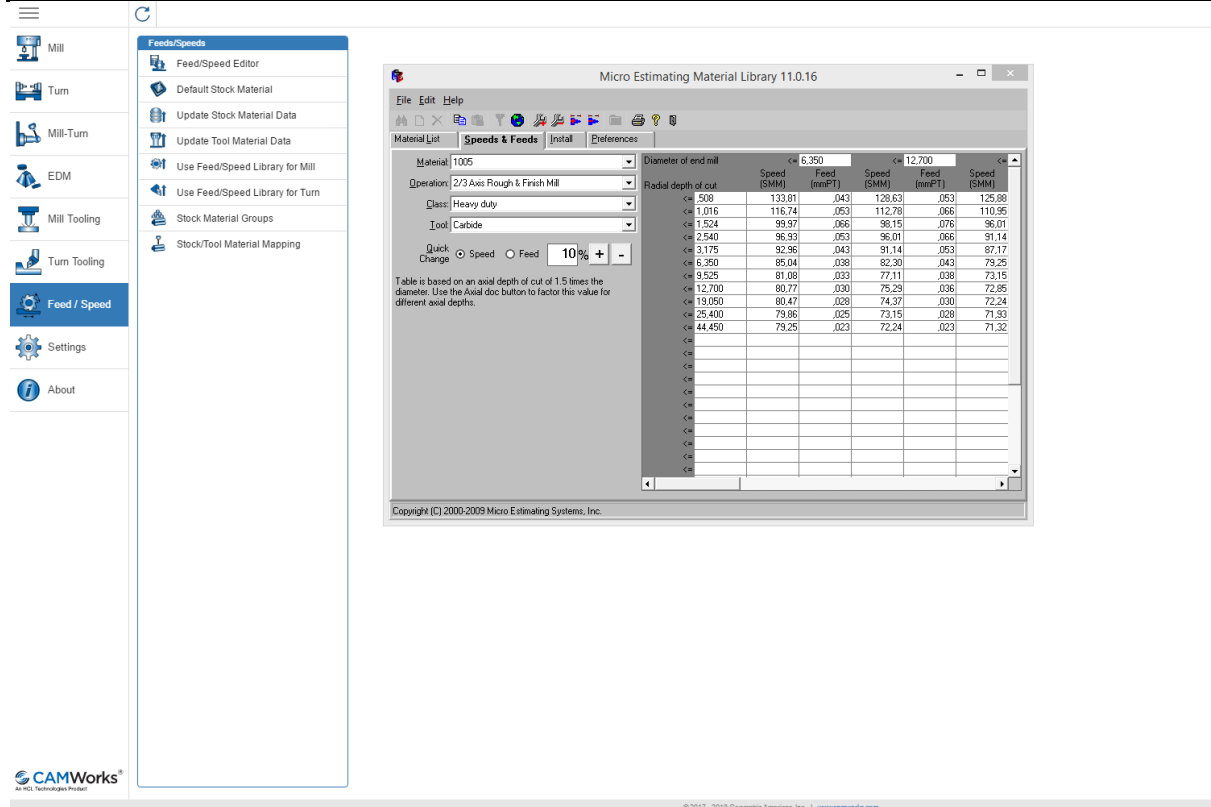 Mill
Turn
Mill-Turn
EDM
Mill Tooling
Turn Tooling
Feed / Speed
Settings
About
CAMWorks®
An HCL Technologies Product
Feeds/Speeds
Feed/Speed Editor
Default Stock Material
Update Stock Material Data
Update Tool Material Data
Use Feed/Speed Library for Mill
Use Feed/Speed Library for Turn
Stock Material Groups
Stock/Tool Material Mapping
Micro Estimating Material Library 11.0.16
File Edit Help
Material List Speeds & Feeds Install Preferences
Material: 1005
Operation: 2/3 Axis Rough & Finish Mill
Class: Heavy duty
Tool: Carbide
Quick Change Speed Feed 10 % + -
Table is based on an axial depth of cut of 1.5 times the
diameter. Use the Axial doc button to factor this value for
different axial depths.
Diameter of end mill <= 6,350 <= 12,700 <=
Speed Feed Speed Feed Speed
Radial depth of cut (SMM) (mmPT) (SMM) (mmPT) (SMM)
<= ,508 133,81 ,043 128,63 ,053 125,88
<= 1,016 116,74 ,053 112,78 ,066 110,95
<= 1,524 99,97 ,066 98,15 ,076 96,01
<= 2,540 96,93 ,053 96,01 ,066 91,14
<= 3,175 92,96 ,043 91,14 ,053 87,17
<= 6,350 85,04 ,038 82,30 ,043 79,25
<= 9,525 81,08 ,033 77,11 ,038 73,15
<= 12,700 80,77 ,030 75,29 ,036 72,85
<= 19,050 80,47 ,028 74,37 ,030 72,24
<= 25,400 79,86 ,025 73,15 ,028 71,93
<= 44,450 79,25 ,023 72,24 ,023 71,32
<=
<=
<=
<=
<=
<=
<=
<=
<=
<=
<=
Copyright (C) 2000-2009 Micro Estimating Systems, Inc.